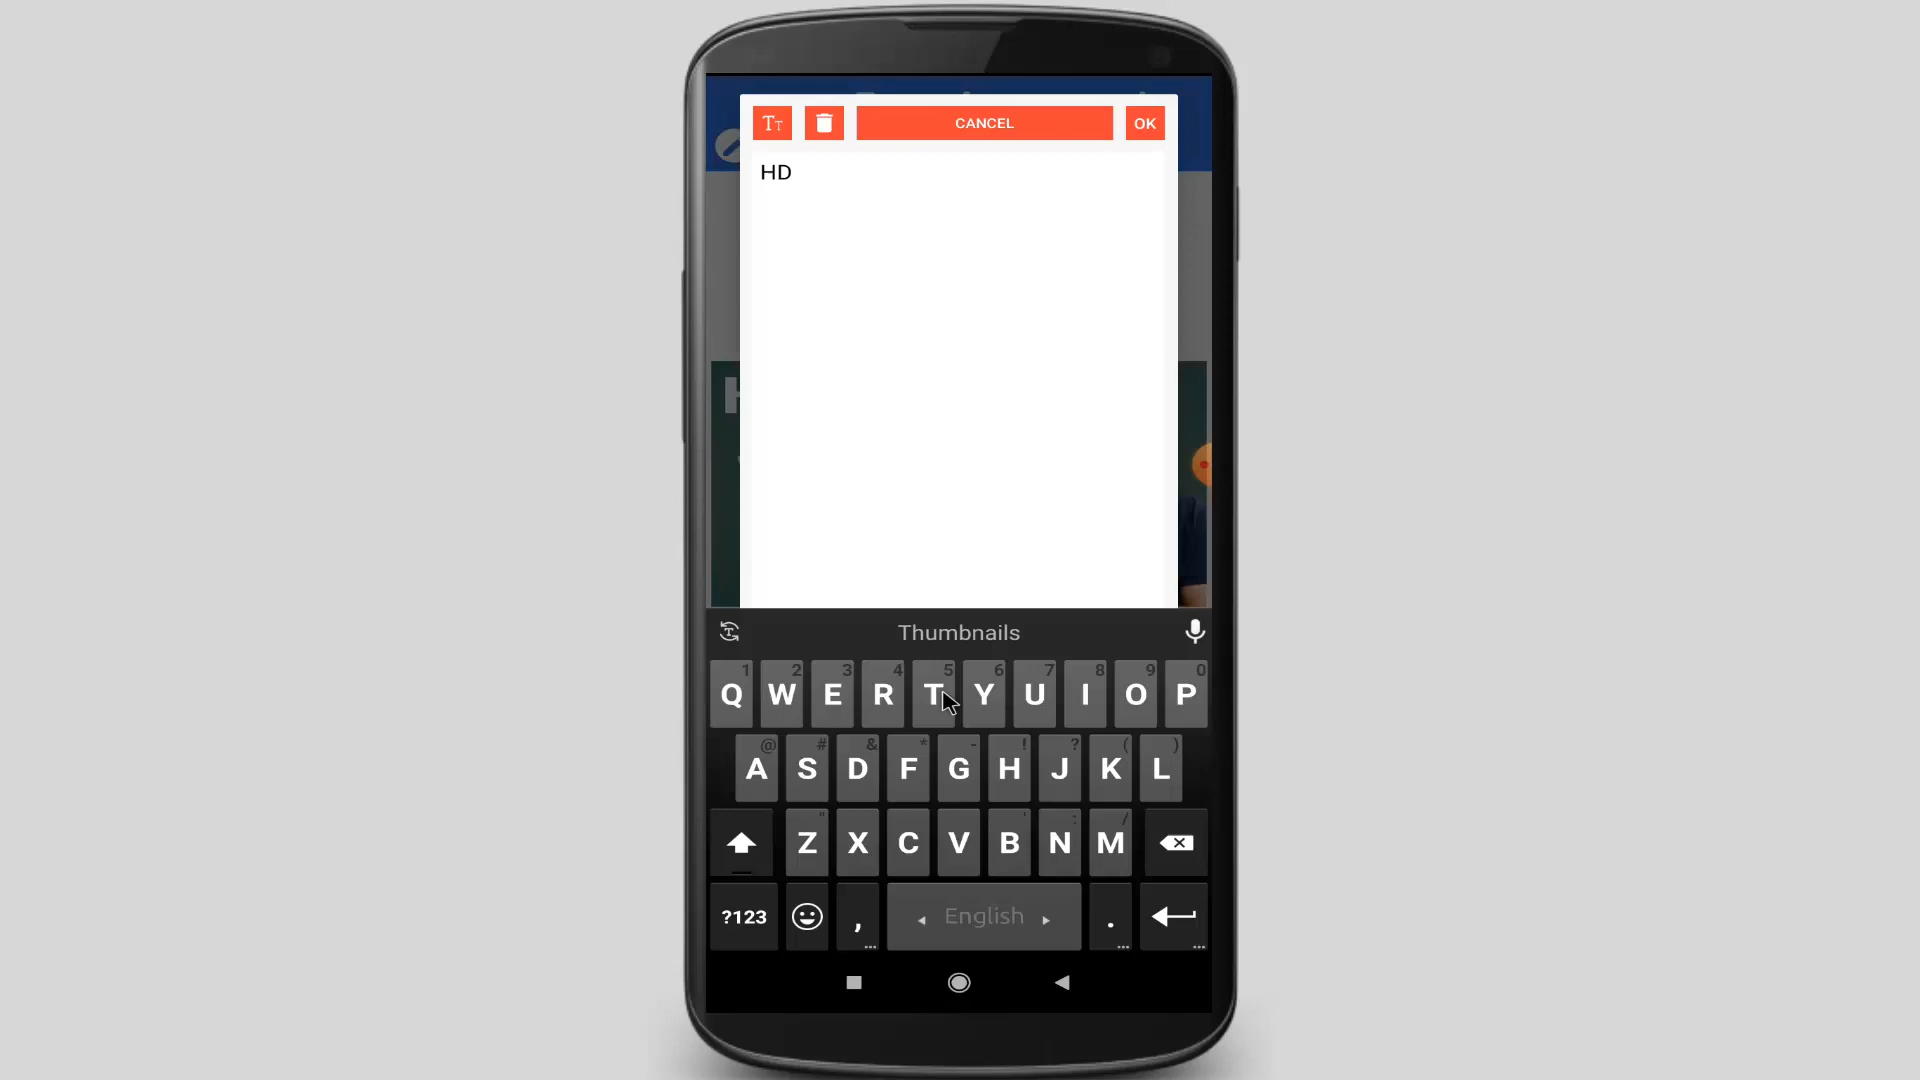 TT
CANCEL
OK
HD
Thumbnails
1 2 3 4 5 6 7 8 9 0
Q W E R T Y U I O P
@ # & * - ! ? ( )
A S D F G H J K L
" ' : /
Z X C V B N M
?123 , English .